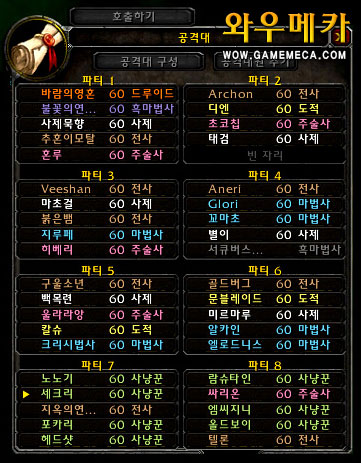 호출하기
와우메카
WWW.GAMEMECA.COM
공격대
공격대 구성
파티 1
바람의영혼 60 드루이드
불꽃의연... 60 흑마법사
사제묵향 60 사제
추혼이모탈 60 전사
혼루 60 주술사
파티 2
Archon 60 전사
디엔 60 도적
초코칩 60 주술사
태검 60 사제
빈 자리
파티 3
Veeshan 60 전사
마초걸 60 사제
붉은뱀 60 전사
지루페 60 마법사
히베리 60 주술사
파티 4
Aneri 60 전사
Glori 60 마법사
꼬마초 60 마법사
별이 60 사제
서큐버스... 흑마법사
파티 5
구울소년 60 전사
백목련 60 사제
울라라양 60 주술사
칼슈 60 도적
크리시법사 60 마법사
파티 6
골드버그 60 전사
문블레이드 60 도적
미르마루 60 사제
알카인 60 마법사
엘로드니스 60 마법사
파티 7
노노기 60 사냥꾼
세크리 60 사냥꾼
지옥의연... 60 전사
포카리 60 사냥꾼
헤드샷 60 사냥꾼
파티 8
람슈타인 60 사냥꾼
싸리온 60 주술사
엠씨지니 60 사냥꾼
올드보이 60 사냥꾼
텔론 60 전사